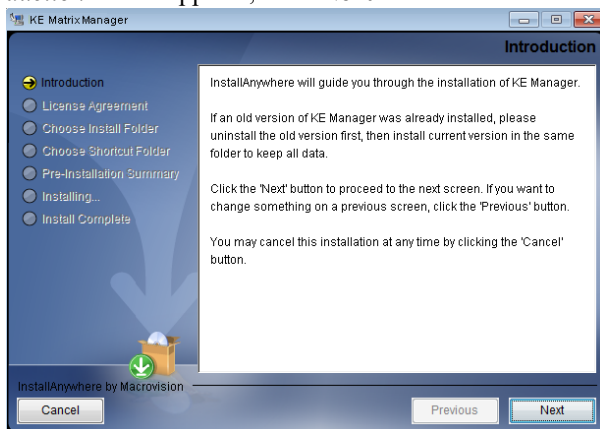 KE MatrixManager
Introduction
Introduction
License Agreement
Choose Install Folder
Choose Shortcut Folder
Pre-Installation Summary
Installing...
Install Complete
InstallAnywhere will guide you through the installation of KE Manager.
If an old version of KE Manager was already installed, please
uninstall the old version first, then install current version in the same
folder to keep all data.
Click the 'Next' button to proceed to the next screen. If you want to
change something on a previous screen, click the 'Previous' button.
You may cancel this installation at any time by clicking the 'Cancel'
button.
InstallAnywhere by Macrovision
Cancel
Previous
Next